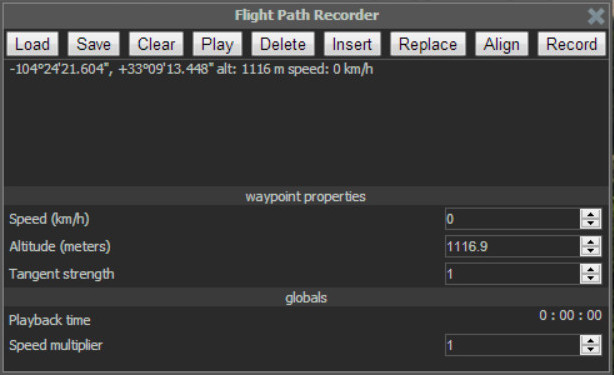 Flight Path Recorder
Load Save Clear Play Delete Insert Replace Align Record
-104°24'21.604", +33°09'13.448" alt: 1116 m speed: 0 km/h
waypoint properties
Speed (km/h) 0
Altitude (meters) 1116.9
Tangent strength 1
globals
Playback time 0 : 00 : 00
Speed multiplier 1